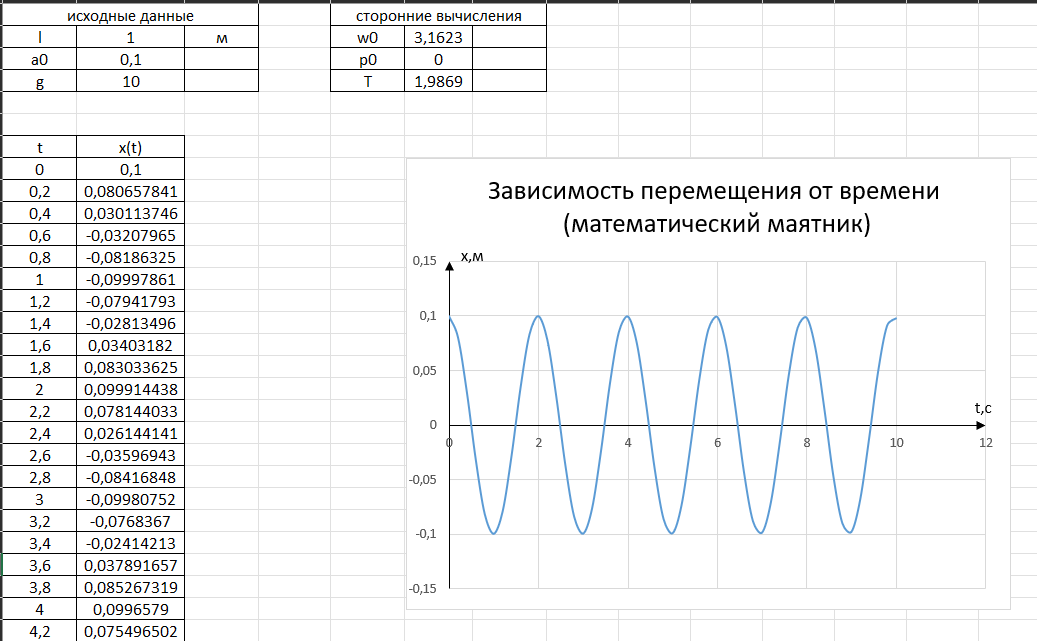 исходные данные
l 1 м
a0 0,1
g 10
сторонние вычисления
w0 3,1623
p0 0
T 1,9869
t x(t)
0 0,1
0,2 0,080657841
0,4 0,030113746
0,6 -0,03207965
0,8 -0,08186325
1 -0,09997861
1,2 -0,07941793
1,4 -0,02813496
1,6 0,03403182
1,8 0,083033625
2 0,099914438
2,2 0,078144033
2,4 0,026144141
2,6 -0,03596943
2,8 -0,08416848
3 -0,09980752
3,2 -0,0768367
3,4 -0,02414213
3,6 0,037891657
3,8 0,085267319
4 0,0996579
4,2 0,075496502
Зависимость перемещения от времени
(математический маятник)
x,м
0,15
0,1
0,05
0
-0,05
-0,1
-0,15
t,с
0 2 4 6 8 10 12